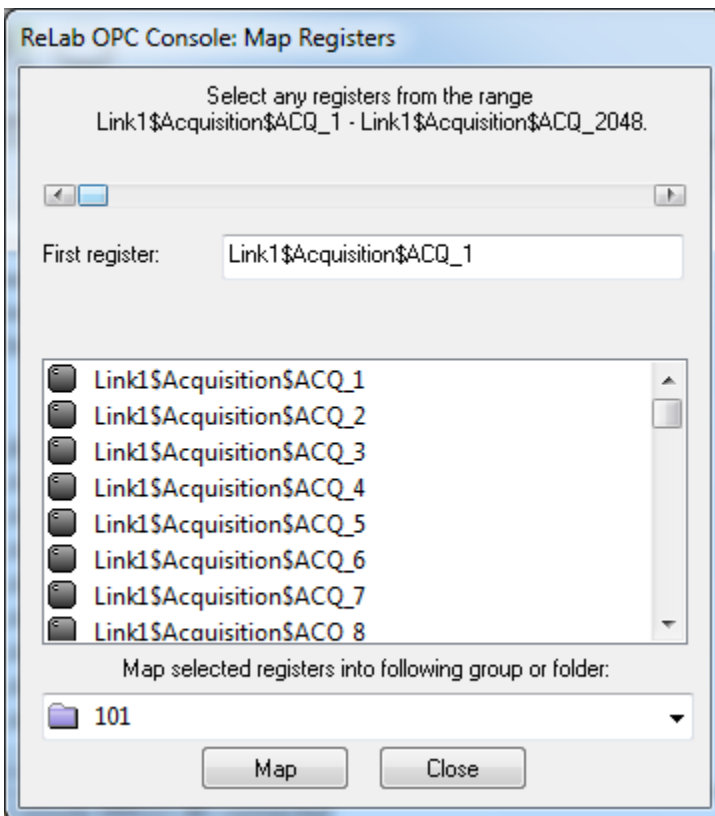 ReLab OPC Console: Map Registers
Select any registers from the range
Link1$Acquisition$ACQ_1 - Link1$Acquisition$ACQ_2048.
First register: Link1$Acquisition$ACQ_1
Link1$Acquisition$ACQ_1
Link1$Acquisition$ACQ_2
Link1$Acquisition$ACQ_3
Link1$Acquisition$ACQ_4
Link1$Acquisition$ACQ_5
Link1$Acquisition$ACQ_6
Link1$Acquisition$ACQ_7
Link1$Acquisition$ACQ_8
Map selected registers into following group or folder:
101
Map Close